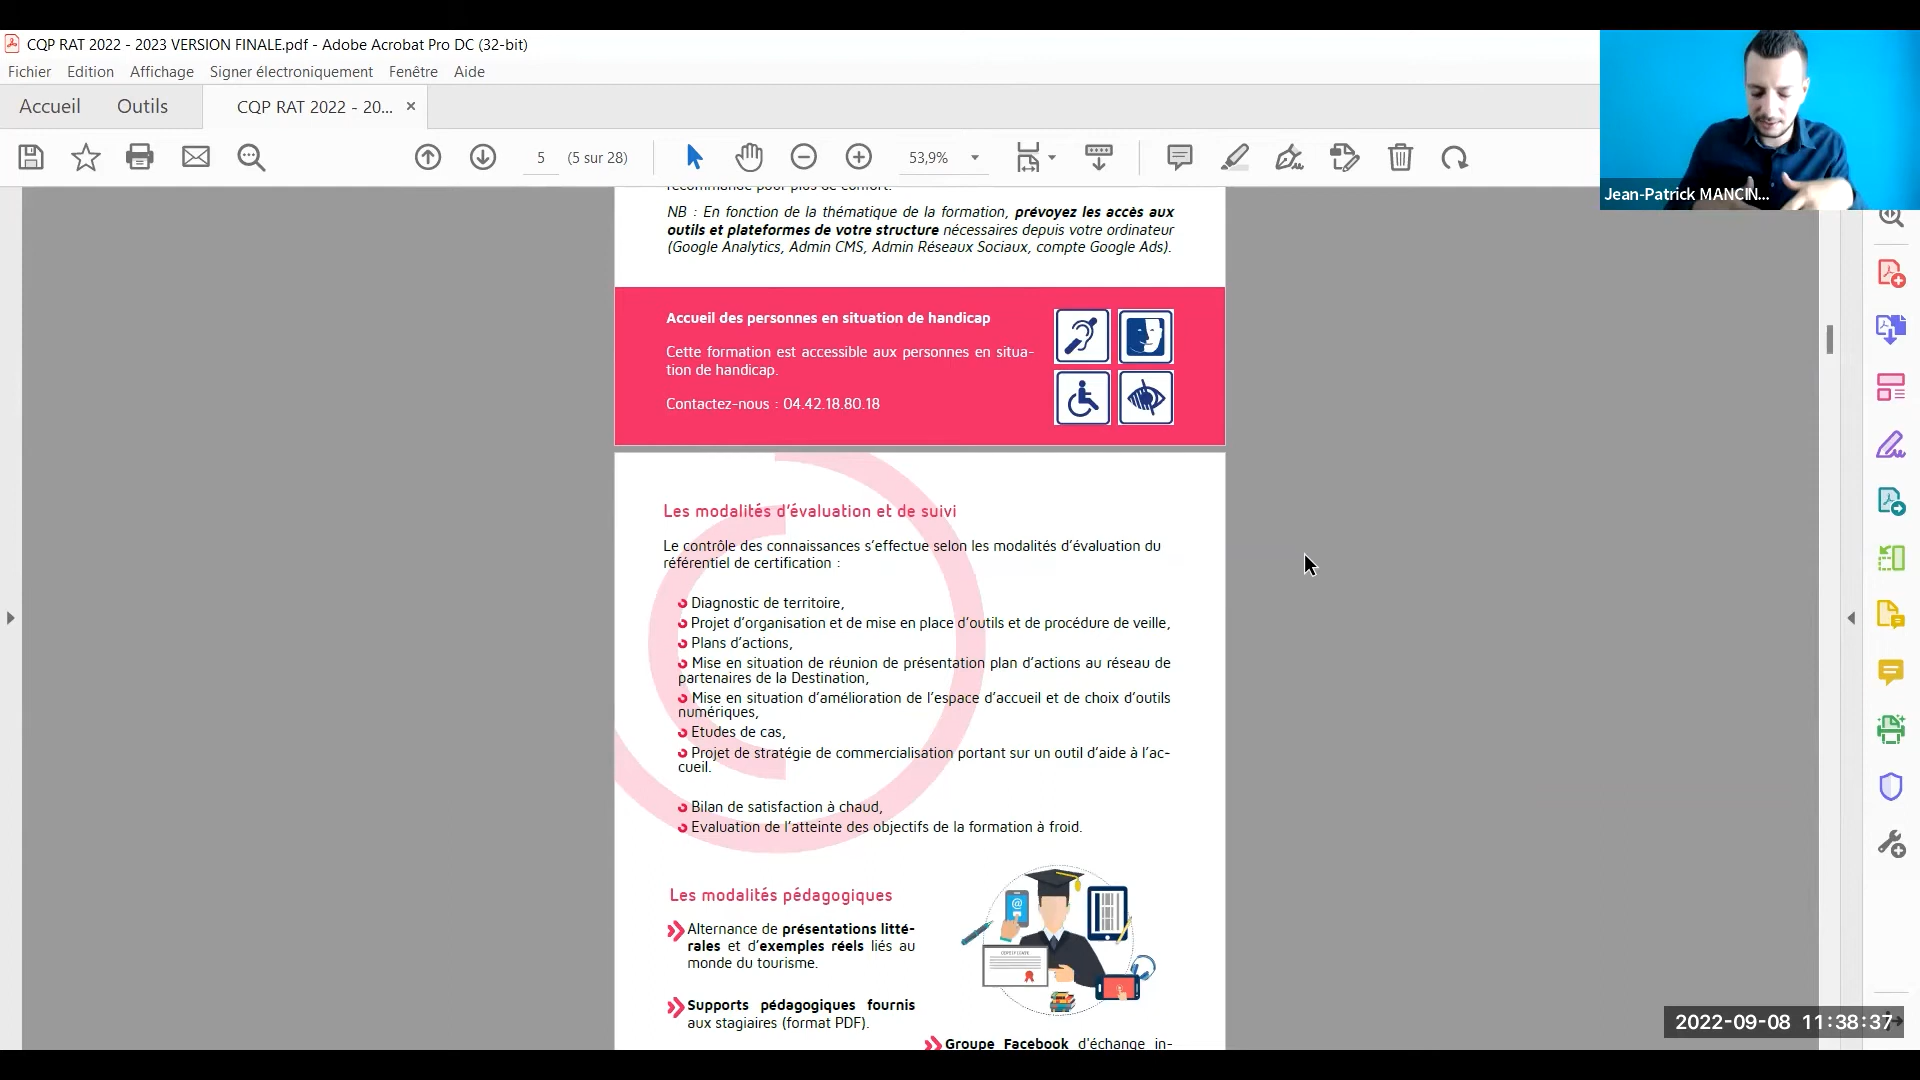 CQP RAT 2022 - 2023 VERSION FINALE.pdf - Adobe Acrobat Pro DC (32-bit)
Fichier Edition Affichage Signer électroniquement Fenêtre Aide
Accueil Outils CQP RAT 2022 - 20... ×
5 (5 sur 28) 53,9%
Jean-Patrick MANCIN...
recommandé pour plus de confort.
NB : En fonction de la thématique de la formation, prévoyez les accès aux
outils et plateformes de votre structure nécessaires depuis votre ordinateur
(Google Analytics, Admin CMS, Admin Réseaux Sociaux, compte Google Ads).
Accueil des personnes en situation de handicap
Cette formation est accessible aux personnes en situa-
tion de handicap.
Contactez-nous : 04.42.18.80.18
Les modalités d'évaluation et de suivi
Le contrôle des connaissances s'effectue selon les modalités d'évaluation du
référentiel de certification :
Diagnostic de territoire,
Projet d'organisation et de mise en place d'outils et de procédure de veille,
Plans d'actions,
Mise en situation de réunion de présentation plan d'actions au réseau de
partenaires de la Destination,
Mise en situation d'amélioration de l'espace d'accueil et de choix d'outils
numériques,
Etudes de cas,
Projet de stratégie de commercialisation portant sur un outil d'aide à l'ac-
cueil.
Bilan de satisfaction à chaud,
Evaluation de l'atteinte des objectifs de la formation à froid.
Les modalités pédagogiques
Alternance de présentations litté-
rales et d'exemples réels liés au
monde du tourisme.
@
CERTIFICATE
Supports pédagogiques fournis
aux stagiaires (format PDF).
Groupe Facebook d'échange in-
2022-09-08 11:38:37